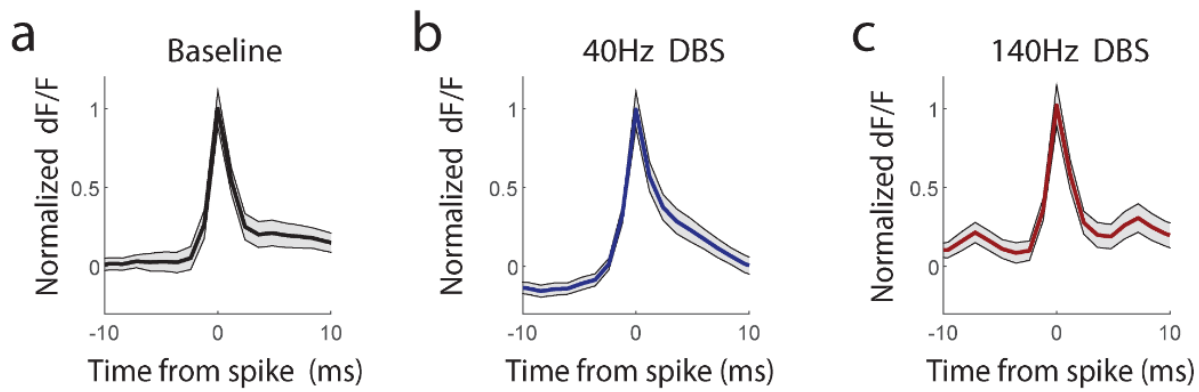 a
Baseline
Normalized dF/F
1
0.5
0
-10
0
10
Time from spike (ms)
b
40Hz DBS
Normalized dF/F
1
0.5
0
-10
0
10
Time from spike (ms)
c
140Hz DBS
Normalized dF/F
1
0.5
0
-10
0
10
Time from spike (ms)